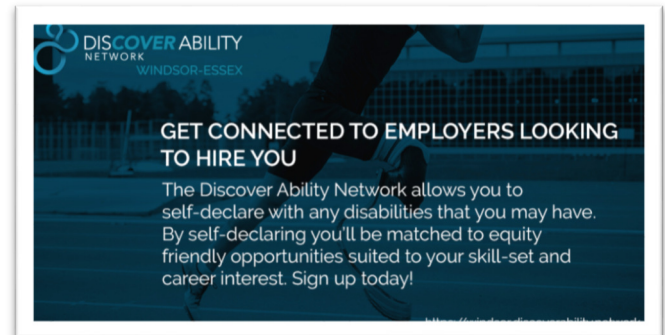 DISCOVER ABILITY
NETWORK
WINDSOR-ESSEX
GET CONNECTED TO EMPLOYERS LOOKING
TO HIRE YOU
The Discover Ability Network allows you to
self-declare with any disabilities that you may have.
By self-declaring you'll be matched to equity
friendly opportunities suited to your skill-set and
career interest. Sign up today!